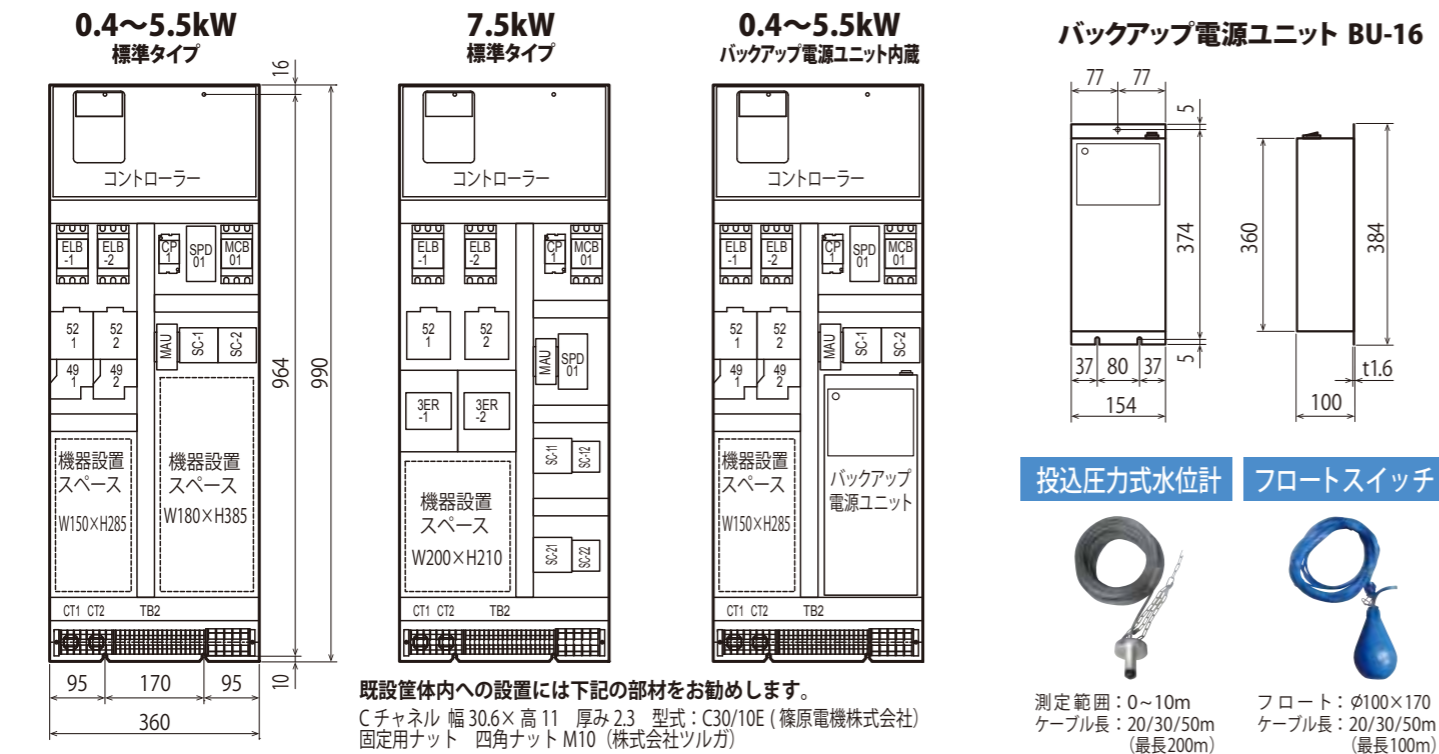 0.4〜5.5kW
標準タイプ
16
コントローラー
ELB -1
ELB -2
CP 1
SPD 01
MCB 01
52 1
52 2
MAU
SC-1
SC-2
49 1
49 2
機器設置
スペース
W150×H285
機器設置
スペース
W180×H385
CT1 CT2 TB2
964
990
10
95 170 95
360
7.5kW
標準タイプ
コントローラー
ELB -1
ELB -2
CP 1
MCB 01
52 1
52 2
MAU
SPD 01
3ER -1
3ER -2
SC-11
SC-12
機器設置
スペース
W200×H210
SC-21
SC-22
CT1 CT2 TB2
0.4〜5.5kW
バックアップ電源ユニット内蔵
コントローラー
ELB -1
ELB -2
CP 1
SPD 01
MCB 01
52 1
52 2
MAU
SC-1
SC-2
49 1
49 2
機器設置
スペース
W150×H285
バックアップ
電源ユニット
CT1 CT2 TB2
既設筐体内への設置には下記の部材をお勧めします。
Cチャネル 幅30.6×高11 厚み2.3 型式：C30/10E (篠原電機株式会社)
固定用ナット 四角ナットM10（株式会社ツルガ）
バックアップ電源ユニット BU-16
77 77
5
374
5
37 80 37
154
360
384
t1.6
100
投込圧力式水位計
測定範囲：0~10m
ケーブル長：20/30/50m
(最長200m)
フロートスイッチ
フロート：φ100×170
ケーブル長：20/30/50m
(最長100m)